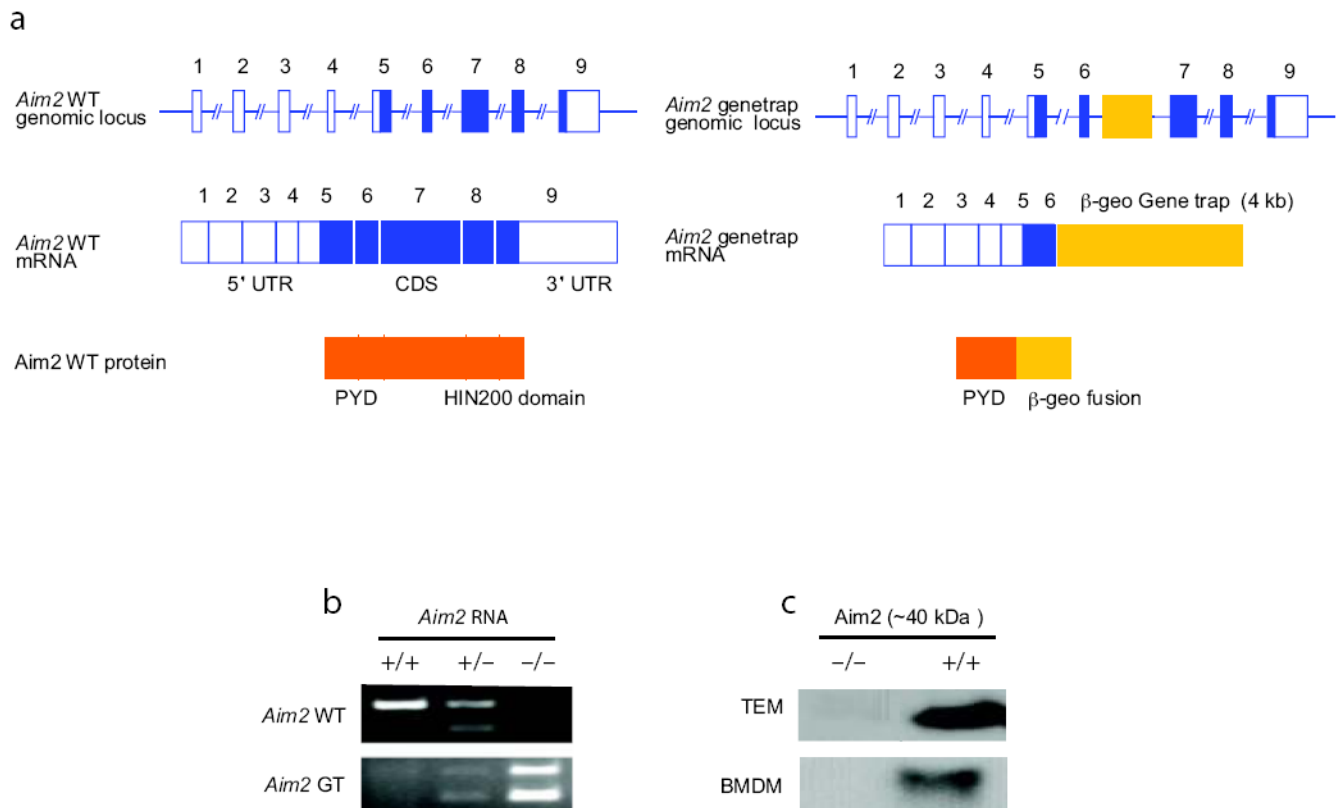 a
1 2 3 4 5 6 7 8 9
Aim2 WT
genomic locus
1 2 3 4 5 6 7 8 9
Aim2 WT
mRNA
5' UTR CDS 3' UTR
Aim2 WT protein
PYD HIN200 domain
1 2 3 4 5 6 7 8 9
Aim2 genetrap
genomic locus
1 2 3 4 5 6 β-geo Gene trap (4 kb)
Aim2 genetrap
mRNA
PYD β-geo fusion
b
Aim2 RNA
+/+ +/− −/−
Aim2 WT
Aim2 GT
c
Aim2 (~40 kDa )
−/− +/+
TEM
BMDM